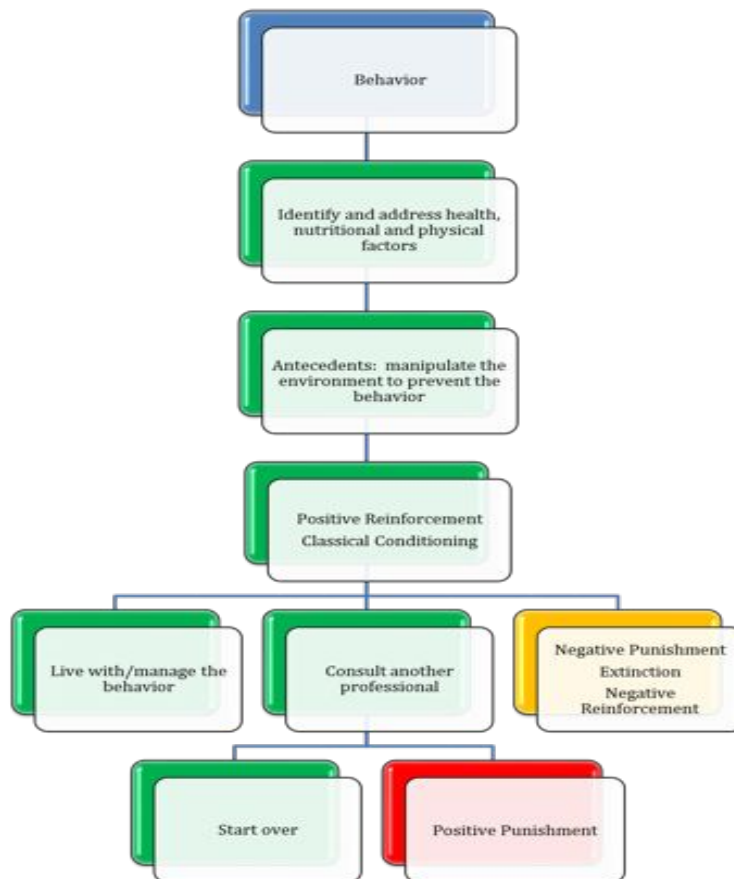 Behavior
Identify and address health,
nutritional and physical
factors
Antecedents: manipulate the
environment to prevent the
behavior
Positive Reinforcement
Classical Conditioning
Live with/manage the
behavior
Consult another
professional
Negative Punishment
Extinction
Negative
Reinforcement
Start over
Positive Punishment